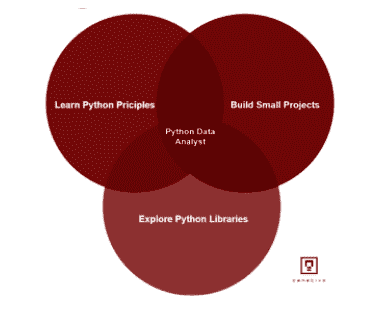 Learn Python Priciples
Build Small Projects
Python Data
Analyst
Explore Python Libraries